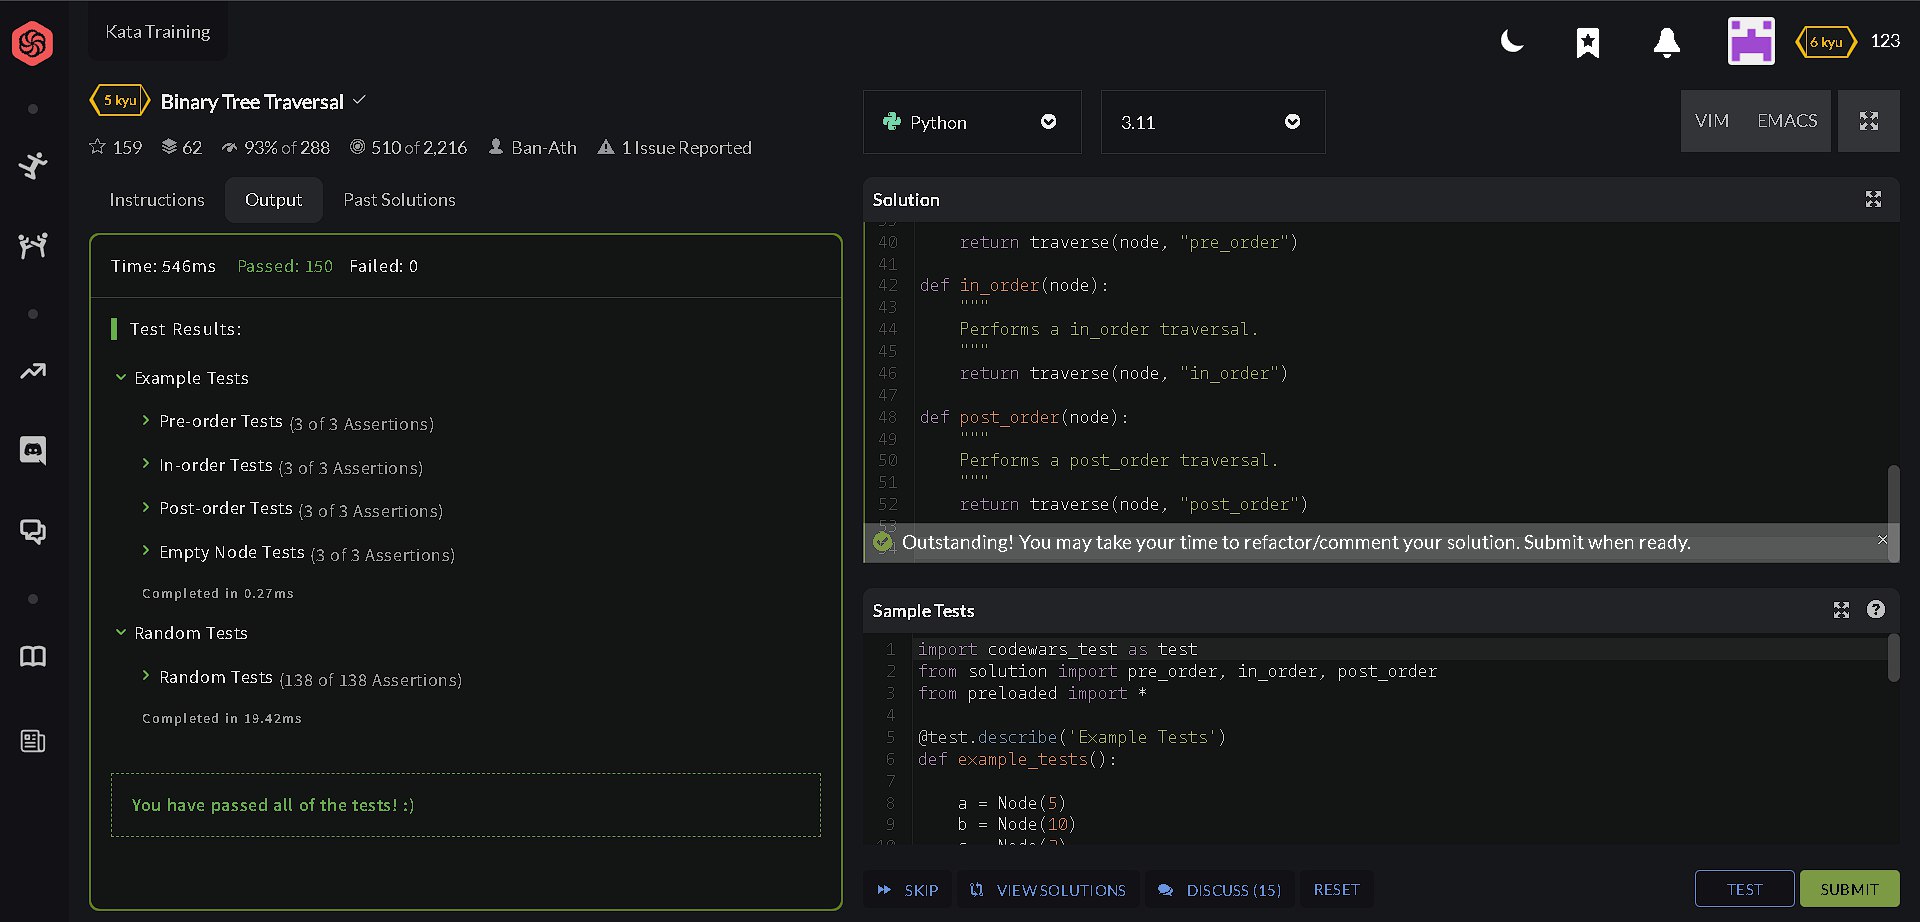 Kata Training
6 kyu
123
5 kyu
Binary Tree Traversal
159 62 93% of 288 510 of 2,216 Ban-Ath 1 Issue Reported
Instructions
Output
Past Solutions
Time: 546ms Passed: 150 Failed: 0
Test Results:
Example Tests
Pre-order Tests (3 of 3 Assertions)
In-order Tests (3 of 3 Assertions)
Post-order Tests (3 of 3 Assertions)
Empty Node Tests (3 of 3 Assertions)
Completed in 0.27ms
Random Tests
Random Tests (138 of 138 Assertions)
Completed in 19.42ms
You have passed all of the tests! :)
Python
3.11
VIM
EMACS
Solution
40 return traverse(node, "pre_order")
41
42 def in_order(node):
43 """
44 Performs a in_order traversal.
45 """
46 return traverse(node, "in_order")
47
48 def post_order(node):
49 """
50 Performs a post_order traversal.
51 """
52 return traverse(node, "post_order")
53
Outstanding! You may take your time to refactor/comment your solution. Submit when ready.
Sample Tests
1 import codewars_test as test
2 from solution import pre_order, in_order, post_order
3 from preloaded import *
4
5 @test.describe('Example Tests')
6 def example_tests():
7
8 a = Node(5)
9 b = Node(10)
SKIP
VIEW SOLUTIONS
DISCUSS (15)
RESET
TEST
SUBMIT